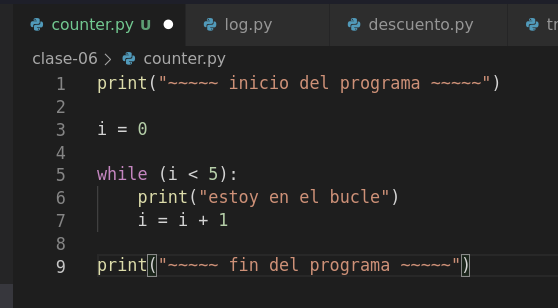 counter.py U ● log.py descuento.py tr
clase-06 > counter.py
1 print("~~~~~ inicio del programa ~~~~~")
2
3 i = 0
4
5 while (i < 5):
6     print("estoy en el bucle")
7     i = i + 1
8
9 print("~~~~~ fin del programa ~~~~~")